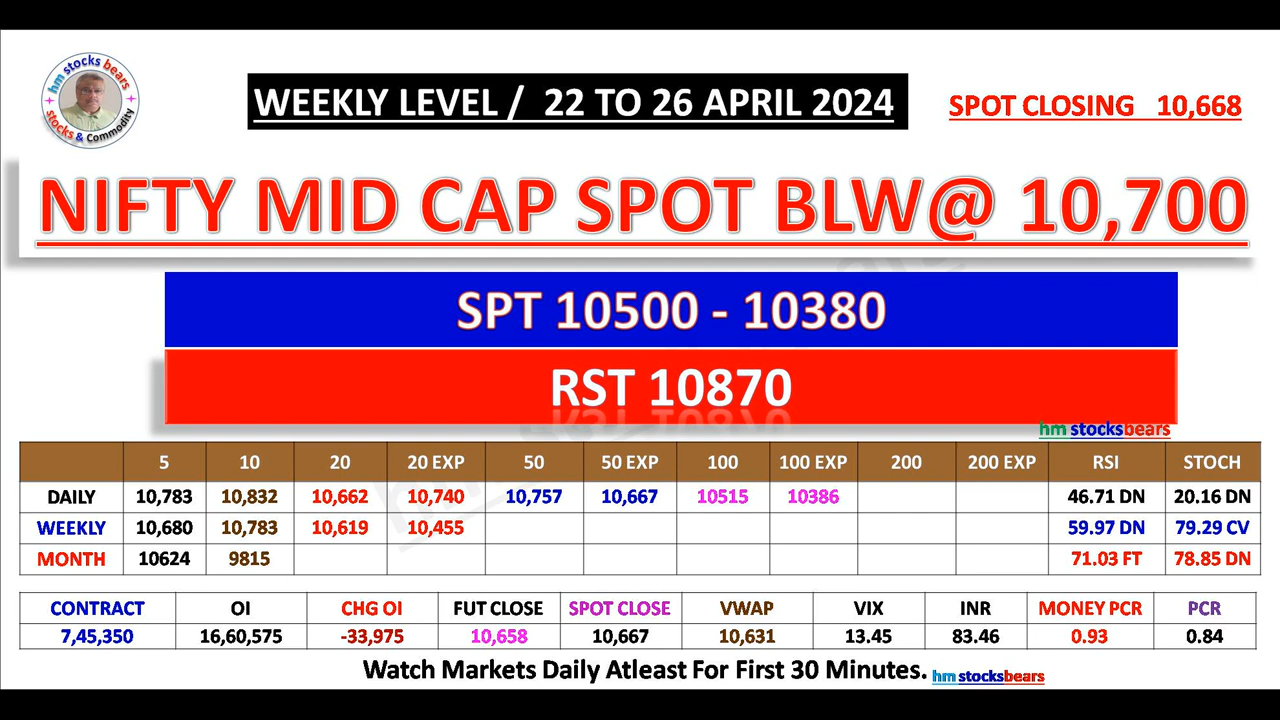 hm stocks bears
stocks & Commodity
WEEKLY LEVEL / 22 TO 26 APRIL 2024
SPOT CLOSING 10,668
NIFTY MID CAP SPOT BLW@ 10,700
SPT 10500 - 10380
RST 10870
hm stocksbears
5 10 20 20 EXP 50 50 EXP 100 100 EXP 200 200 EXP RSI STOCH
DAILY 10,783 10,832 10,662 10,740 10,757 10,667 10515 10386 46.71 DN 20.16 DN
WEEKLY 10,680 10,783 10,619 10,455 59.97 DN 79.29 CV
MONTH 10624 9815 71.03 FT 78.85 DN
CONTRACT OI CHG OI FUT CLOSE SPOT CLOSE VWAP VIX INR MONEY PCR PCR
7,45,350 16,60,575 -33,975 10,658 10,667 10,631 13.45 83.46 0.93 0.84
Watch Markets Daily Atleast For First 30 Minutes.
hm stocksbears